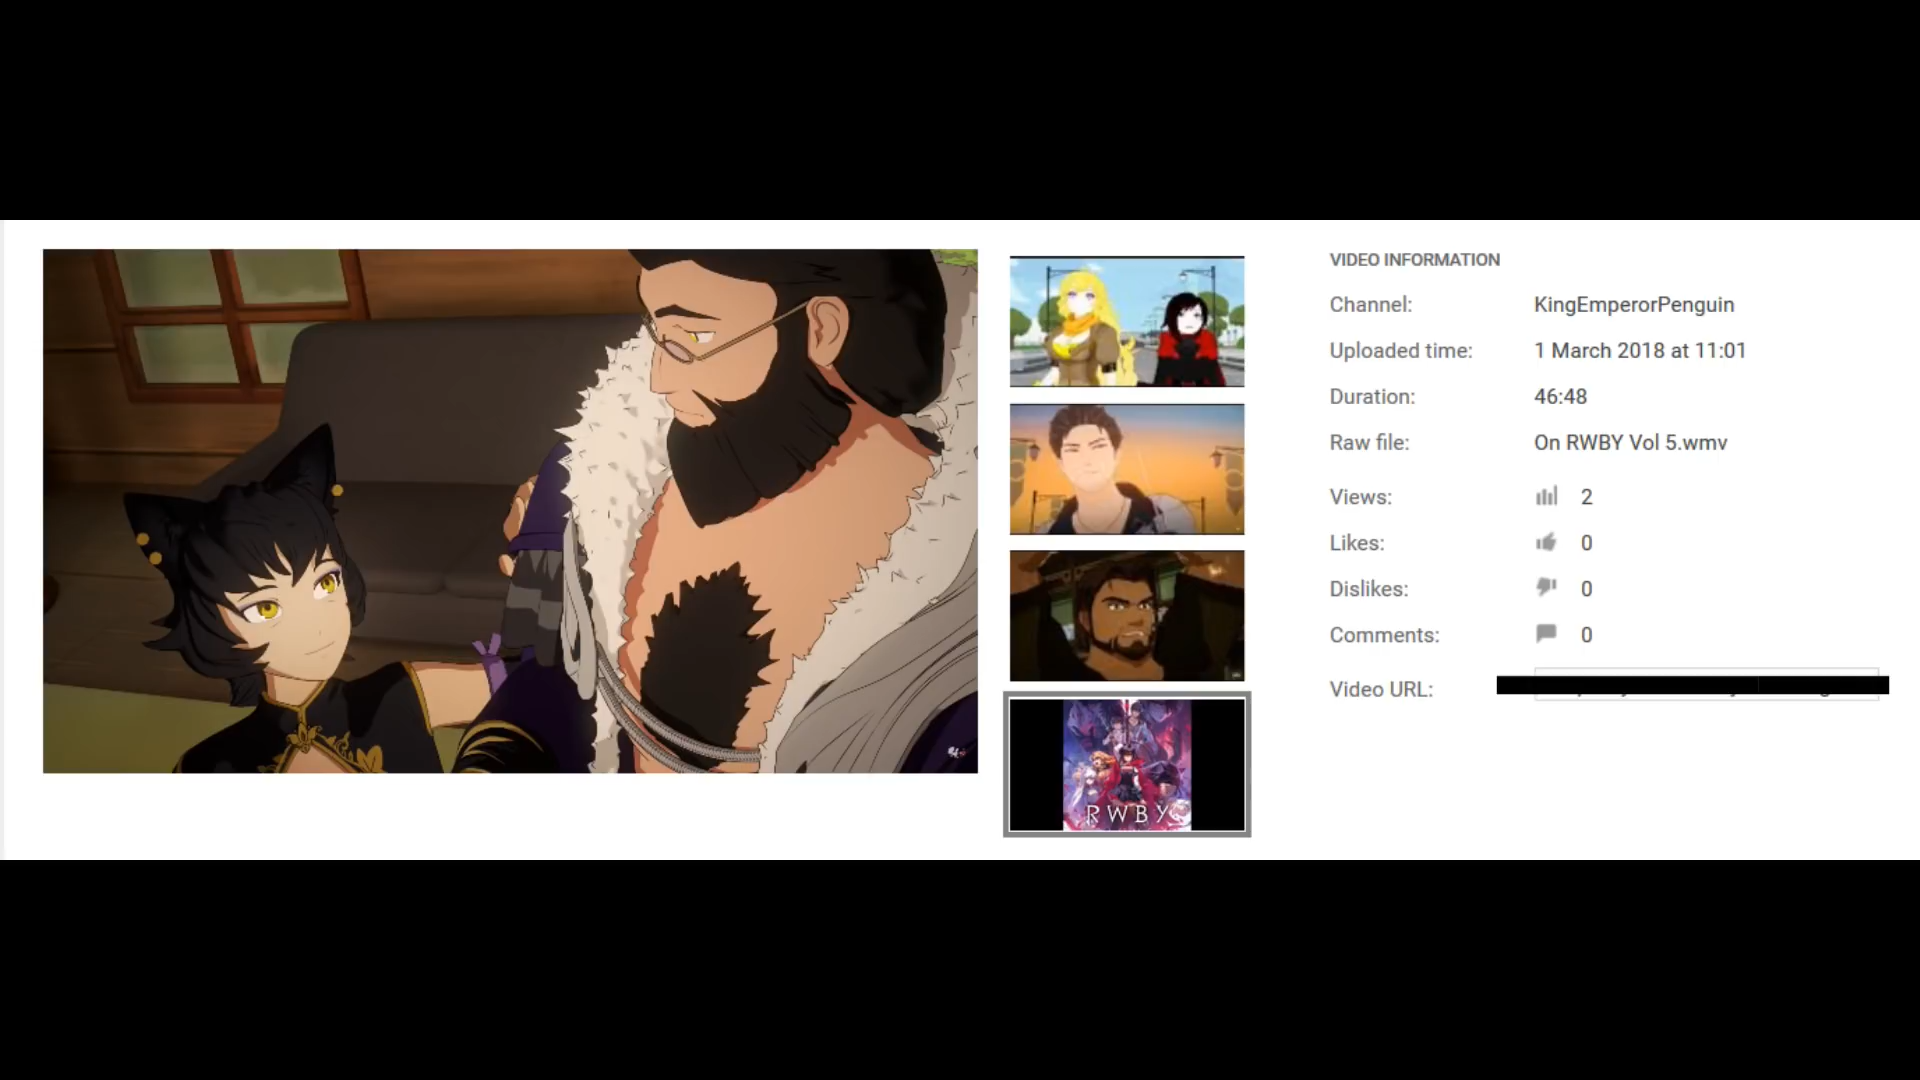 VIDEO INFORMATION
Channel: KingEmperorPenguin
Uploaded time: 1 March 2018 at 11:01
Duration: 46:48
Raw file: On RWBY Vol 5.wmv
Views: 2
Likes: 0
Dislikes: 0
Comments: 0
Video URL:
RWBY